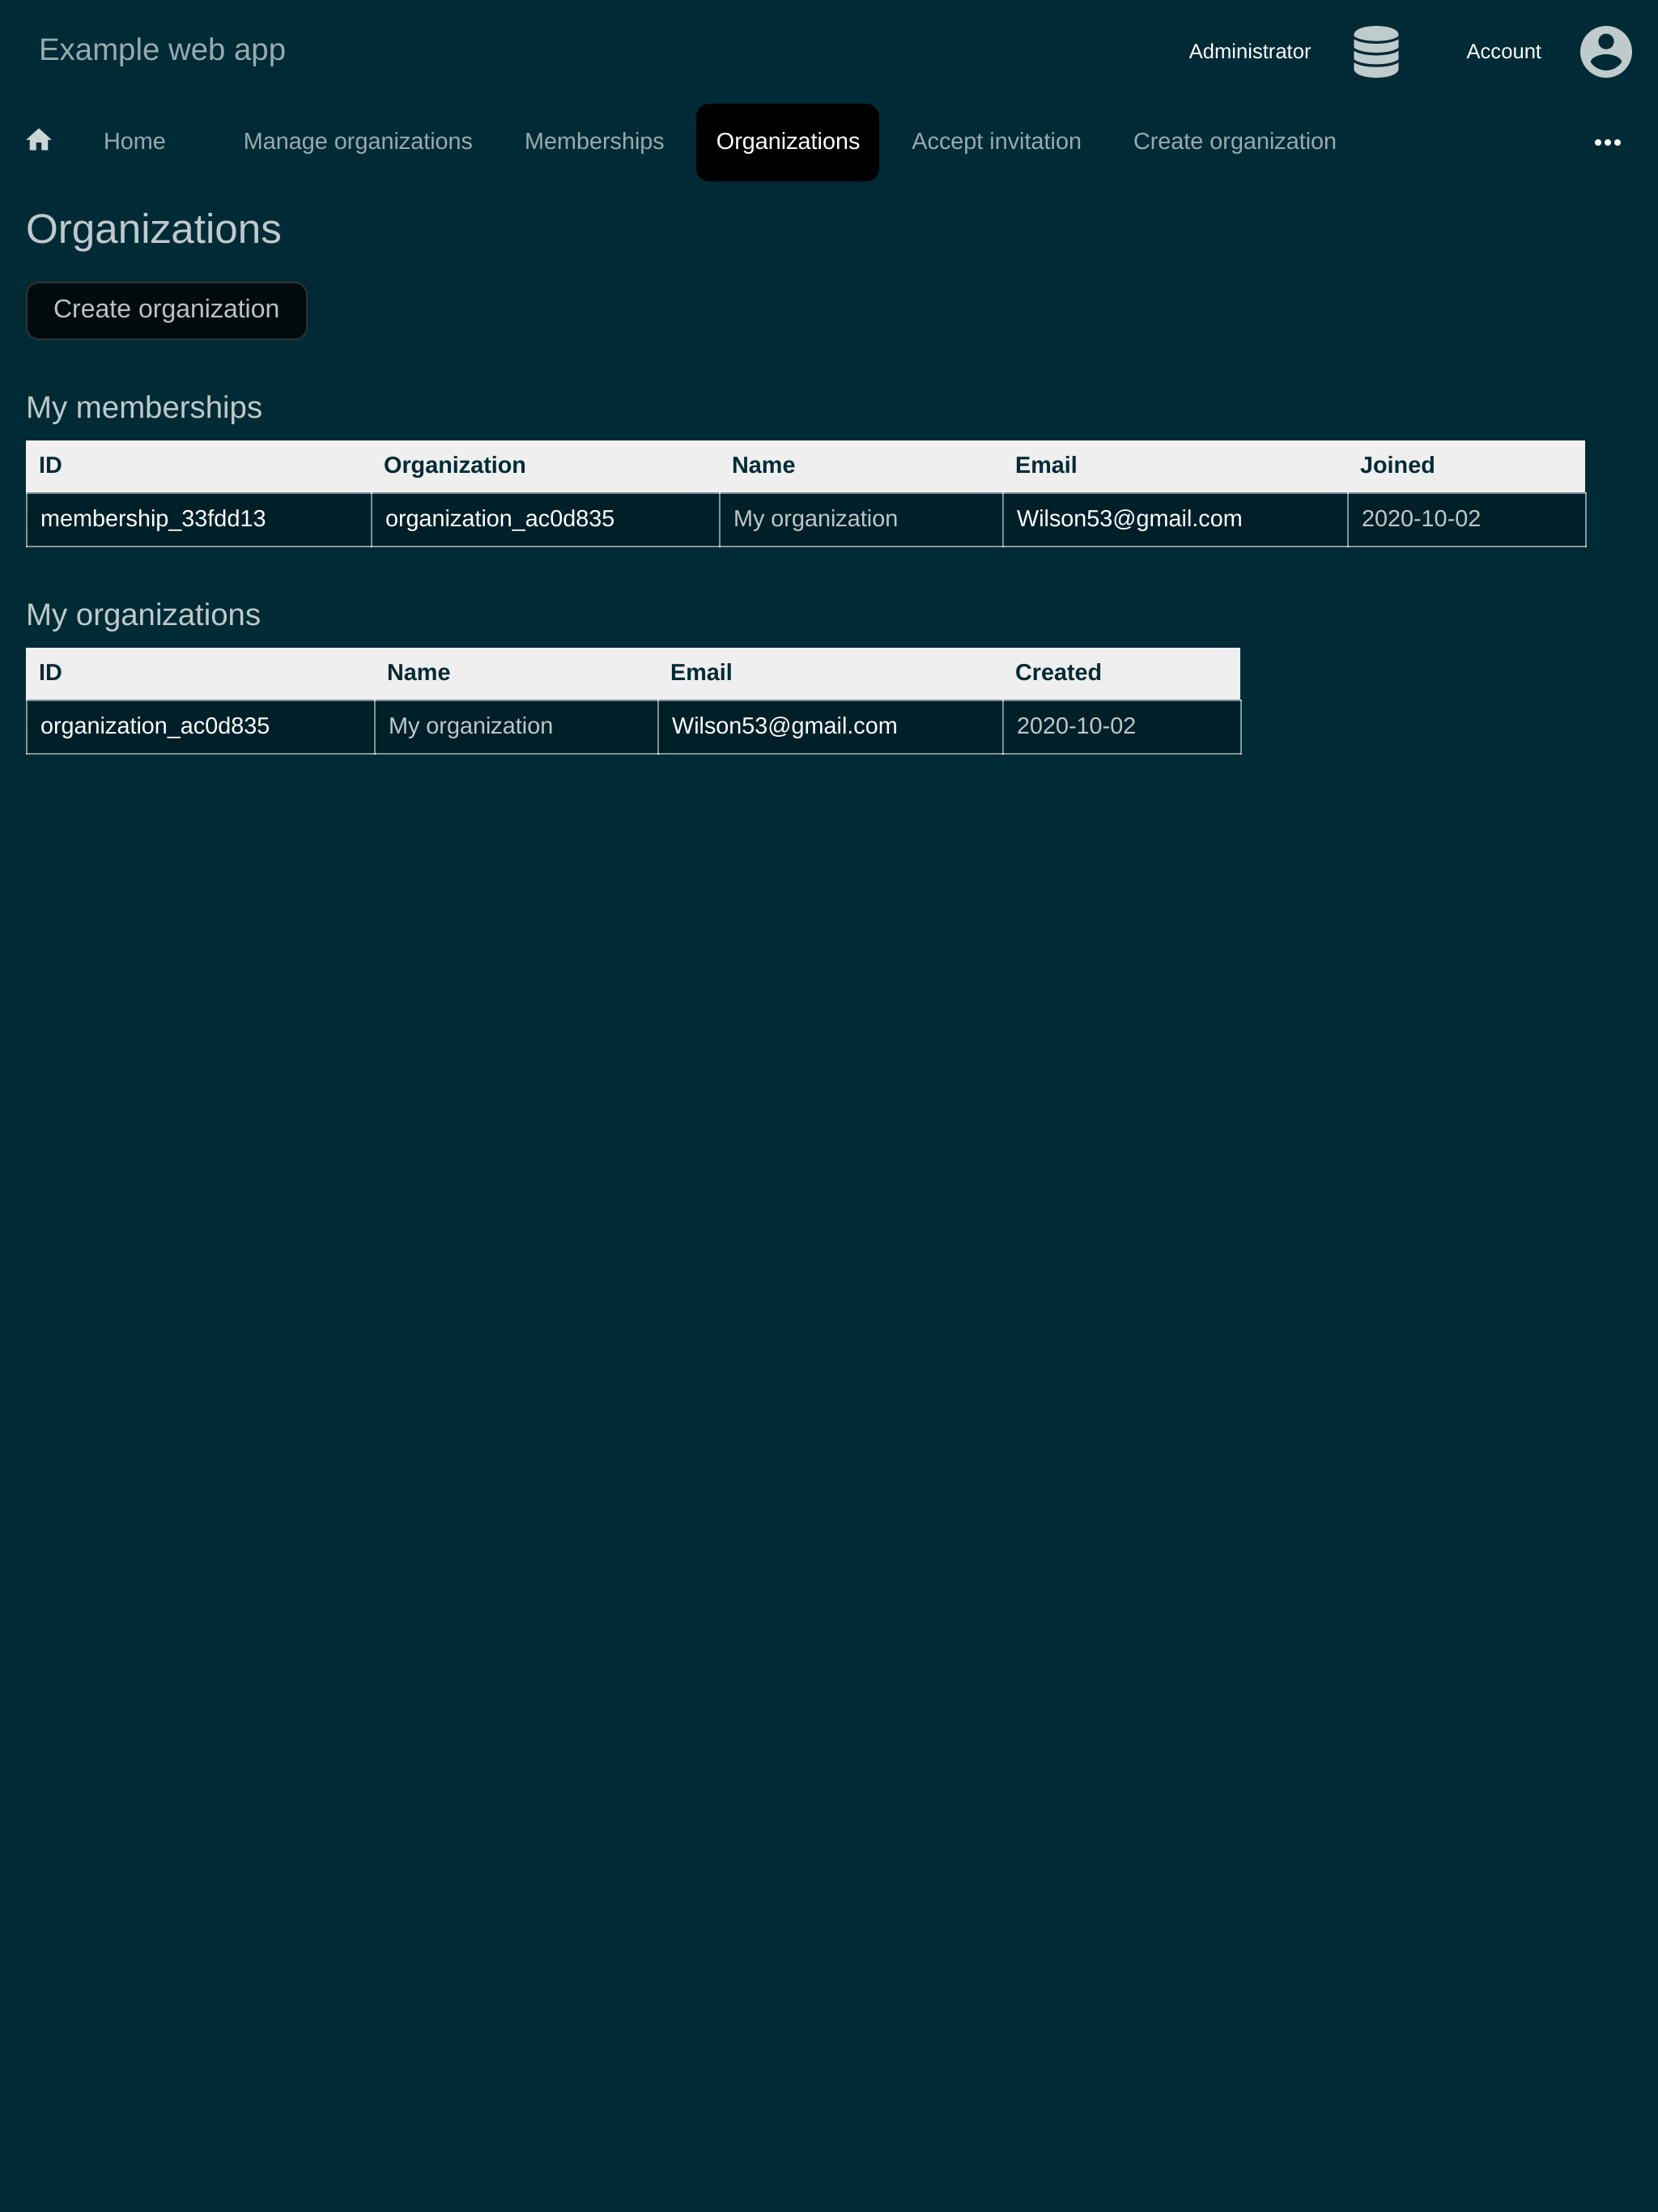 Example web app Administrator Account
Home Manage organizations Memberships Organizations Accept invitation Create organization
Organizations
Create organization
My memberships
ID Organization Name Email Joined
membership_33fdd13 organization_ac0d835 My organization Wilson53@gmail.com 2020-10-02
My organizations
ID Name Email Created
organization_ac0d835 My organization Wilson53@gmail.com 2020-10-02